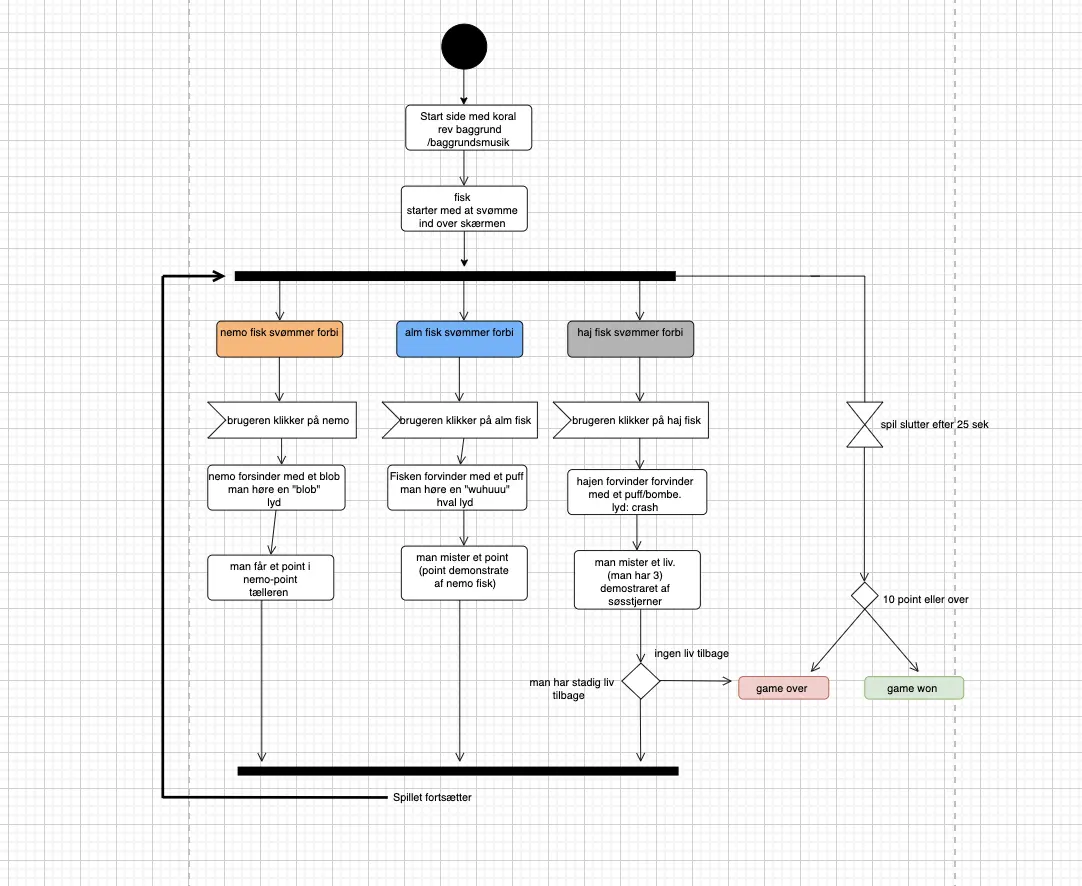 Start side med koral
rev baggrund
/baggrundsmusik
fisk
starter med at svømme
ind over skærmen
nemo fisk svømmer forbi
alm fisk svømmer forbi
haj fisk svømmer forbi
brugeren klikker på nemo
brugeren klikker på alm fisk
brugeren klikker på haj fisk
spil slutter efter 25 sek
nemo forsinder med et blob
man høre en "blob"
lyd
Fisken forvinder med et puff
man høre en "wuhuuu"
hval lyd
hajen forvinder forvinder
med et puff/bombe.
lyd: crash
man får et point i
nemo-point
tælleren
man mister et point
(point demonstrate
af nemo fisk)
man mister et liv.
(man har 3)
demostraret af
søsstjerner
10 point eller over
ingen liv tilbage
man har stadig liv
tilbage
game over
game won
Spillet fortsætter